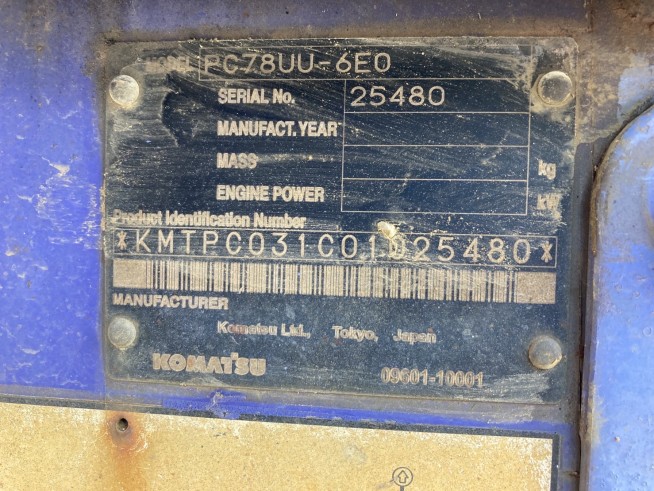 MODEL PC78UU-6E0
SERIAL No. 25480
MANUFACT. YEAR
MASS kg
ENGINE POWER kW
Product Identification Number
*KMTPC031C01025480*
MANUFACTURER
Komatsu Ltd., Tokyo, Japan
KOMATSU 09601-10001